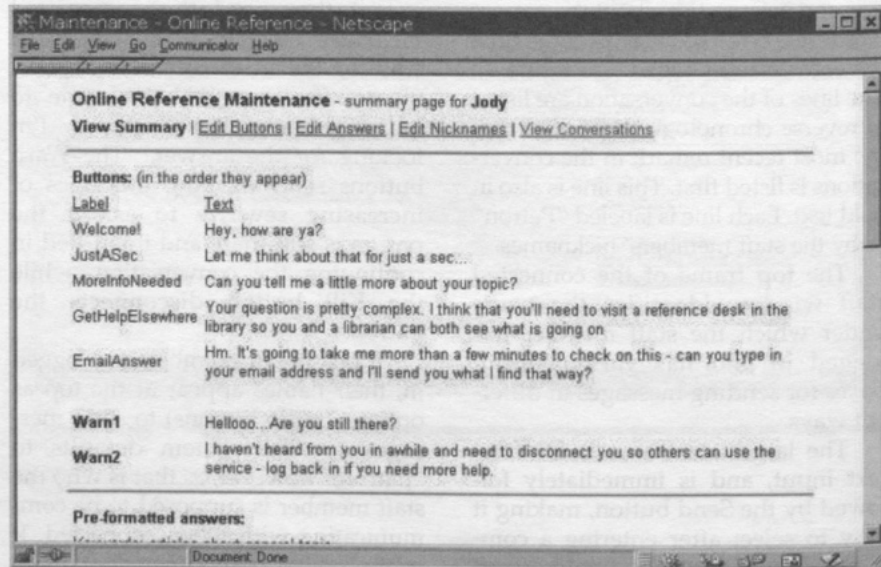 Maintenance - Online Reference - Netscape
File Edit View Go Communicator Help
Online Reference Maintenance - summary page for Jody
View Summary | Edit Buttons | Edit Answers | Edit Nicknames | View Conversations
Buttons: (in the order they appear)
Label Text
Welcome! Hey, how are ya?
JustASec Let me think about that for just a sec...
MoreInfoNeeded Can you tell me a little more about your topic?
GetHelpElsewhere Your question is pretty complex. I think that you'll need to visit a reference desk in the
library so you and a librarian can both see what is going on
EmailAnswer Hm. It's going to take me more than a few minutes to check on this - can you type in
your email address and I'll send you what I find that way?
Warn1 Hellooo...Are you still there?
Warn2 I haven't heard from you in awhile and need to disconnect you so others can use the
service - log back in if you need more help.
Pre-formatted answers:
Document: Done